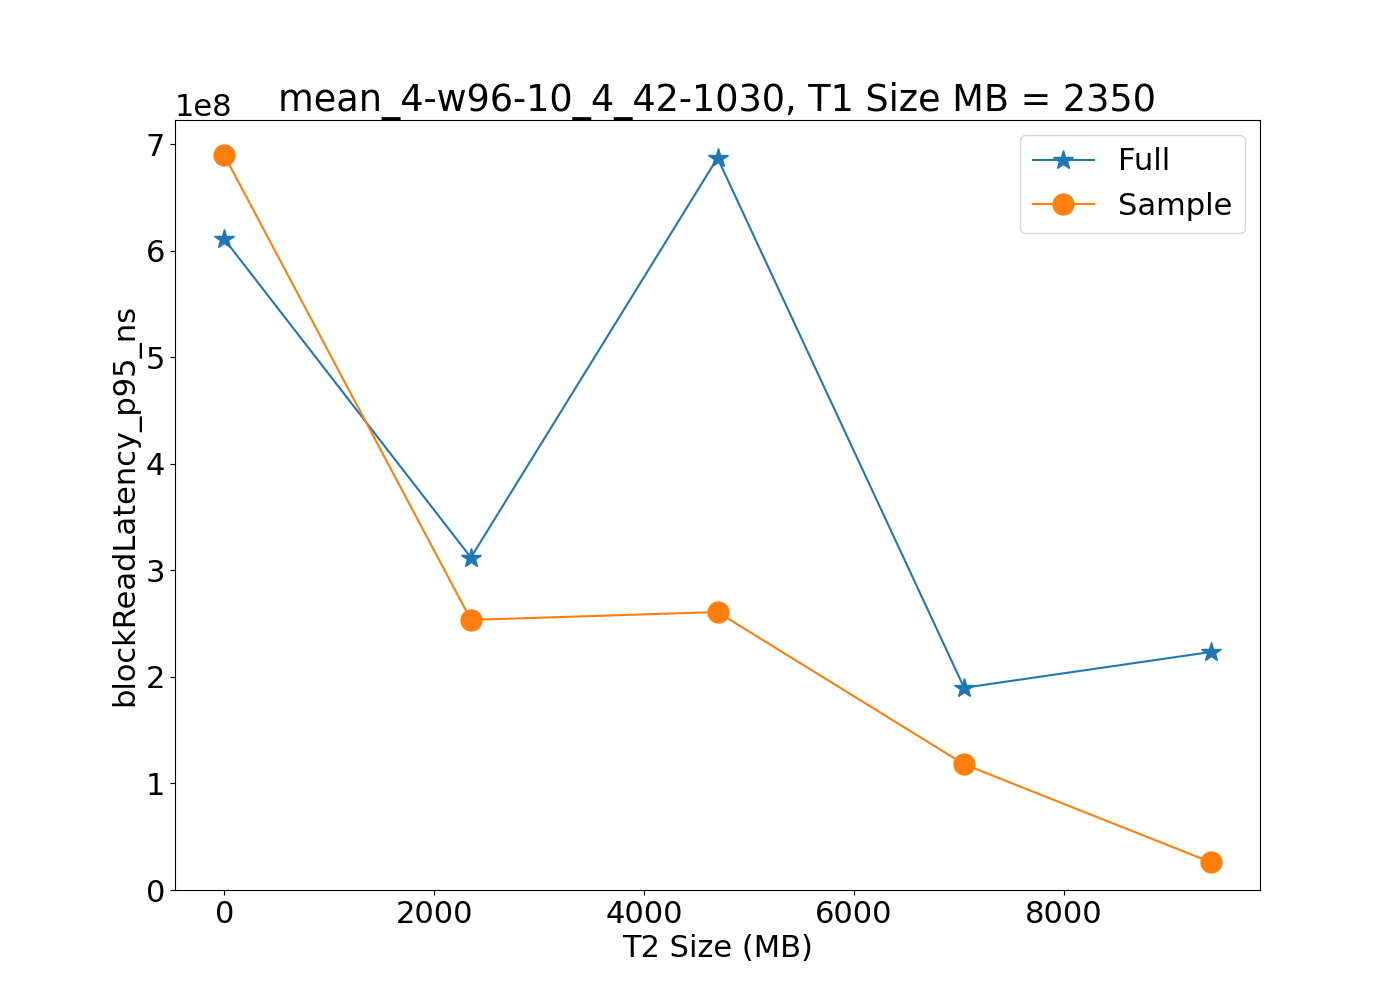 mean_4-w96-10_4_42-1030, T1 Size MB = 2350
1e8
7
6
5
4
3
2
1
0
blockReadLatency_p95_ns
Full
Sample
0 2000 4000 6000 8000
T2 Size (MB)